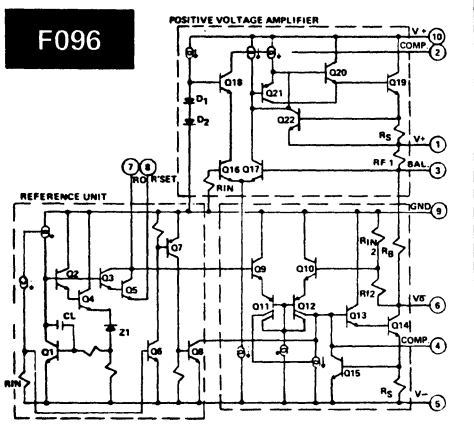 F096
POSITIVE VOLTAGE AMPLIFIER
V+
10
COMP.
2
Q18
Q21
Q20
Q19
D1
D2
Q22
RS
V+
1
RF 1
BAL.
3
7
8
RO
R'SET
RIN
Q16
Q17
REFERENCE UNIT
GND
9
Q2
Q3
Q4
Q5
Q7
Q9
Q10
RIN
2
RB
CL
Z1
Q11
Q12
Rf2
Q13
V0
6
Q14
COMP
4
RIN
Q1
Q6
Q8
Q15
RS
V-
5